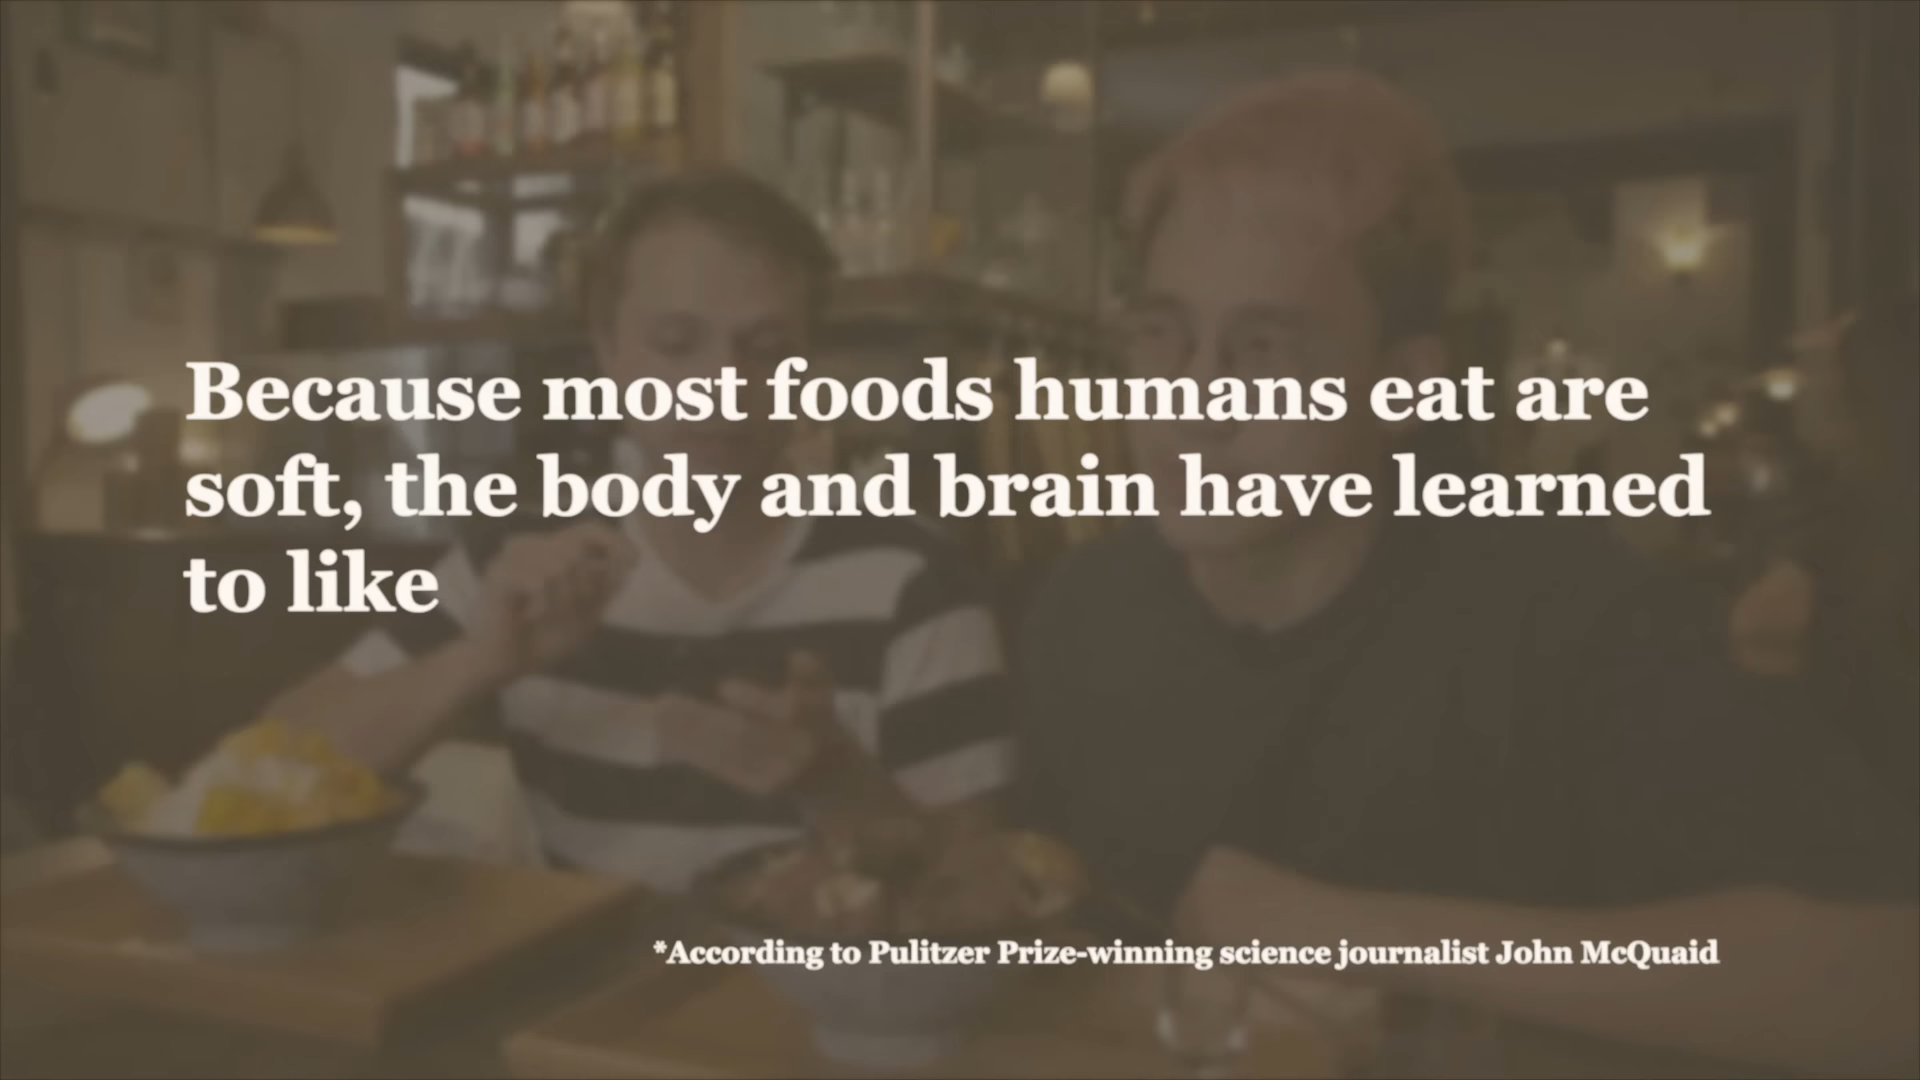 Because most foods humans eat are
soft, the body and brain have learned
to like
*According to Pulitzer Prize-winning science journalist John McQuaid